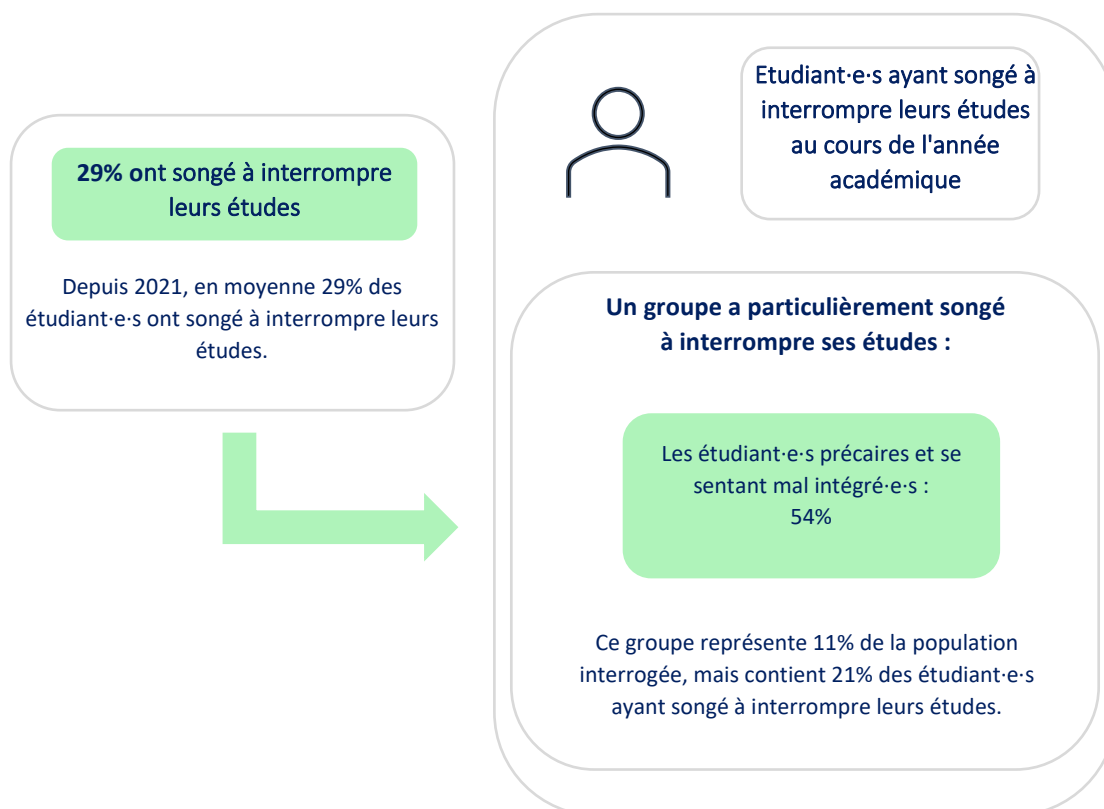 29% ont songé à interrompre
leurs études
Depuis 2021, en moyenne 29% des
étudiant·e·s ont songé à interrompre leurs
études.
Etudiant·e·s ayant songé à
interrompre leurs études
au cours de l'année
académique
Un groupe a particulièrement songé
à interrompre ses études :
Les étudiant·e·s précaires et se
sentant mal intégré·e·s :
54%
Ce groupe représente 11% de la population
interrogée, mais contient 21% des étudiant·e·s
ayant songé à interrompre leurs études.